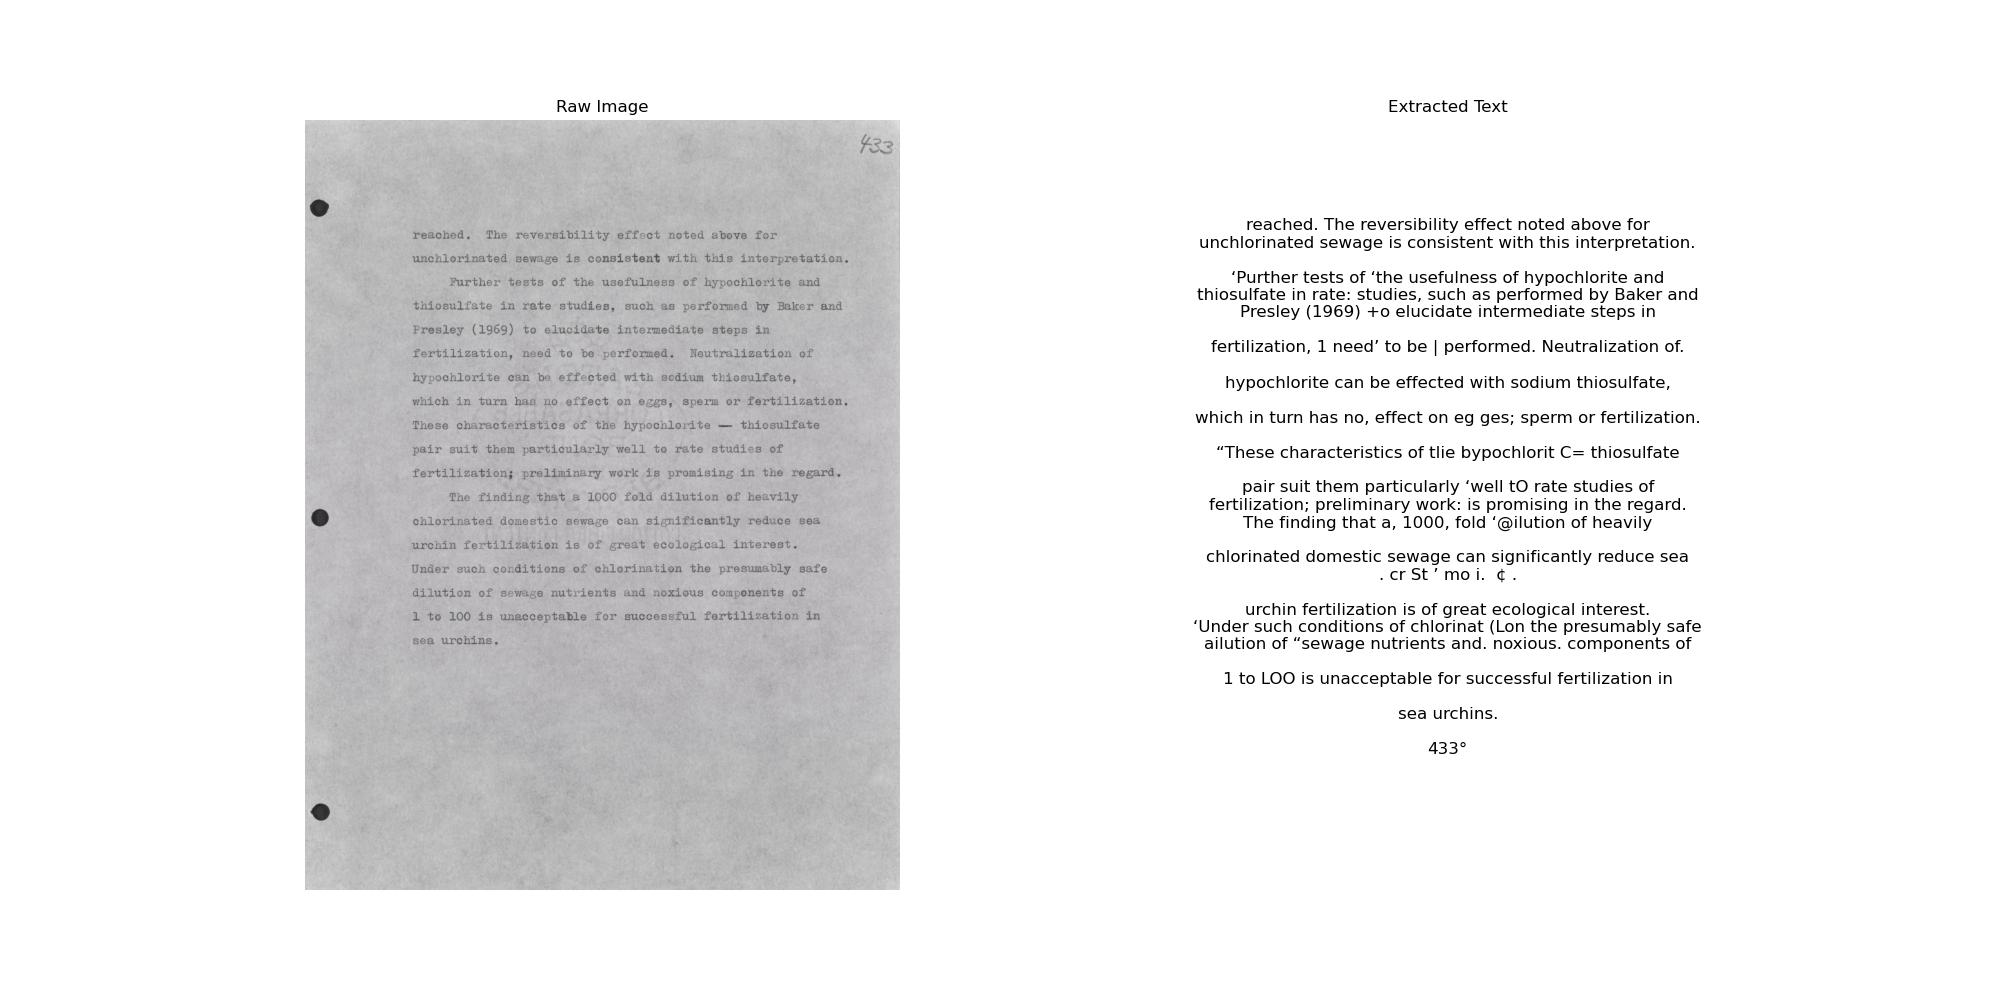 Raw Image
433
reached. The reversibility effect noted above for
unchlorinated sewage is consistent with this interpretation.
Further tests of the usefulness of hypochlorite and
thiosulfate in rate studies, such as performed by Baker and
Presley (1969) to elucidate intermediate steps in
fertilization, need to be performed. Neutralization of
hypochlorite can be effected with sodium thiosulfate,
which in turn has no effect on eggs, sperm or fertilization.
These characteristics of the hypochlorite — thiosulfate
pair suit them particularly well to rate studies of
fertilization; preliminary work is promising in the regard.
The finding that a 1000 fold dilution of heavily
chlorinated domestic sewage can significantly reduce sea
urchin fertilization is of great ecological interest.
Under such conditions of chlorination the presumably safe
dilution of sewage nutrients and noxious components of
1 to 100 is unacceptable for successful fertilization in
sea urchins.
Extracted Text
reached. The reversibility effect noted above for
unchlorinated sewage is consistent with this interpretation.
‘Purther tests of ‘the usefulness of hypochlorite and
thiosulfate in rate: studies, such as performed by Baker and
Presley (1969) +o elucidate intermediate steps in
fertilization, 1 need’ to be | performed. Neutralization of.
hypochlorite can be effected with sodium thiosulfate,
which in turn has no, effect on eg ges; sperm or fertilization.
“These characteristics of tlie bypochlorit C= thiosulfate
pair suit them particularly ‘well tO rate studies of
fertilization; preliminary work: is promising in the regard.
The finding that a, 1000, fold ‘@ilution of heavily
chlorinated domestic sewage can significantly reduce sea
. cr St ’ mo i. ¢ .
urchin fertilization is of great ecological interest.
‘Under such conditions of chlorinat (Lon the presumably safe
ailution of “sewage nutrients and. noxious. components of
1 to LOO is unacceptable for successful fertilization in
sea urchins.
433°